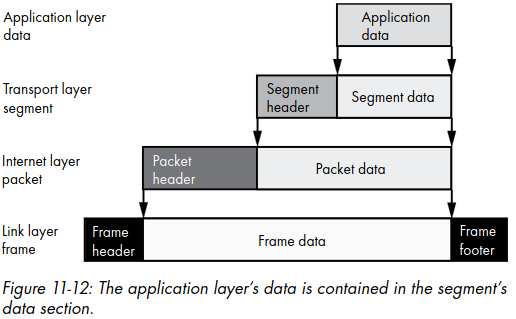 Application layer
data
Application
data
Transport layer
segment
Segment
header
Segment data
Internet layer
packet
Packet
header
Packet data
Link layer
frame
Frame
header
Frame data
Frame
footer
Figure 11-12: The application layer’s data is contained in the segment’s
data section.